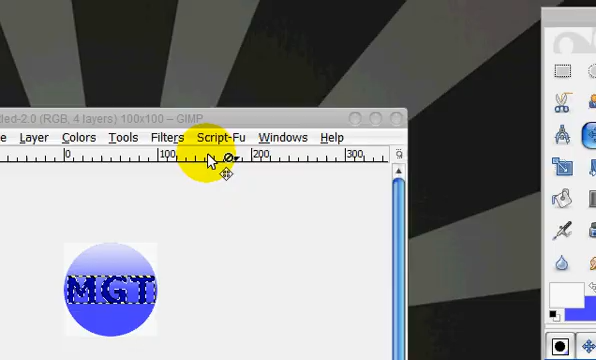 tled-2.0 (RGB, 4 layers) 100x100 – GIMP
e Layer Colors Tools Filters Script-Fu Windows Help
0 100 200 300
MGT